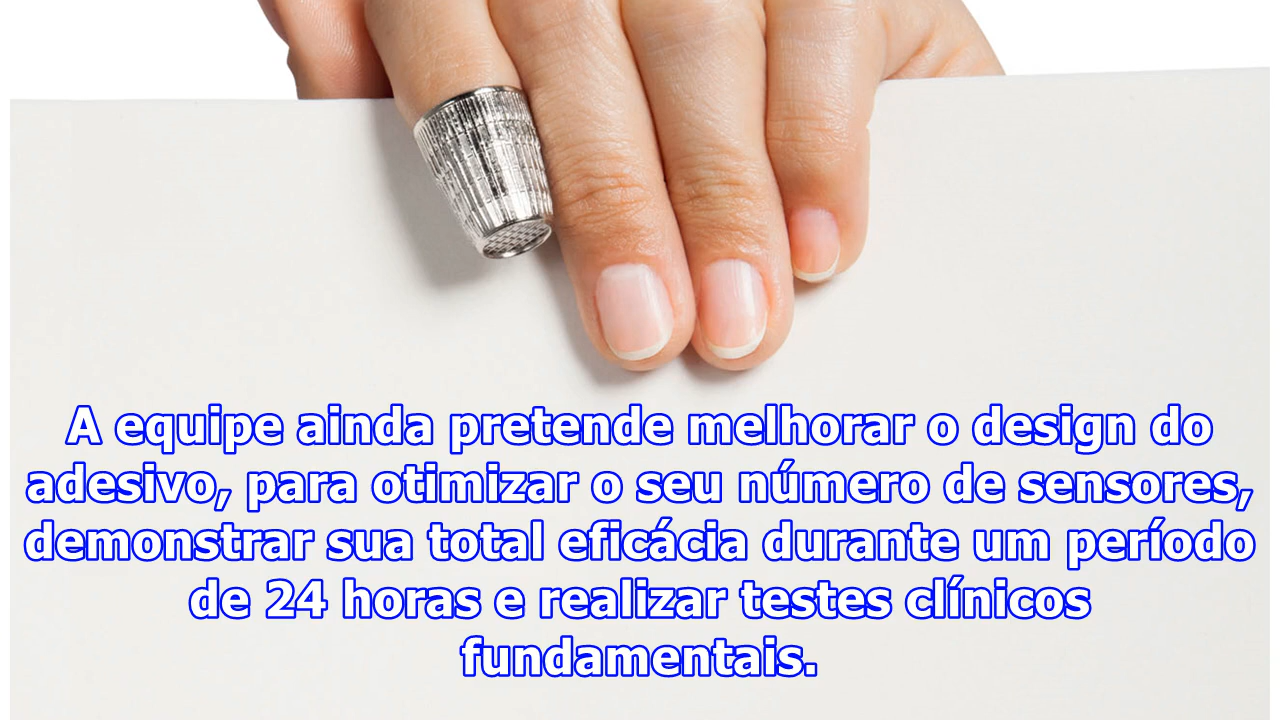 A equipe ainda pretende melhorar o design do
adesivo, para otimizar o seu número de sensores,
demonstrar sua total eficácia durante um período
de 24 horas e realizar testes clínicos
fundamentais.